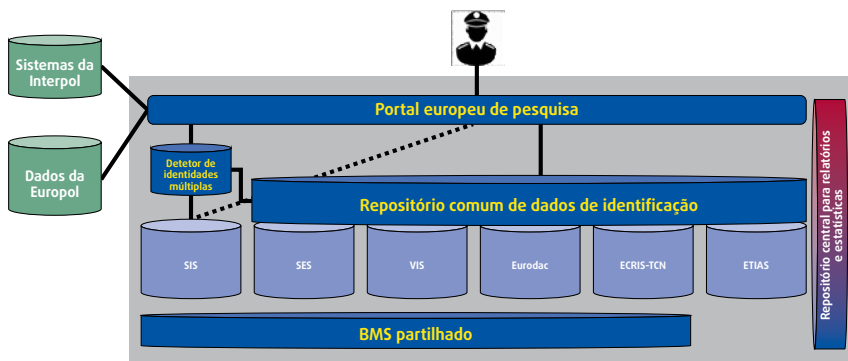 Sistemas da
Interpol
Portal europeu de pesquisa
Dados da
Europol
Detetor de
identidades
múltiplas
Repositório comum de dados de identificação
SIS
SES
VIS
Eurodac
ECRIS-TCN
ETIAS
BMS partilhado
Repositório central para relatórios
e estatísticas